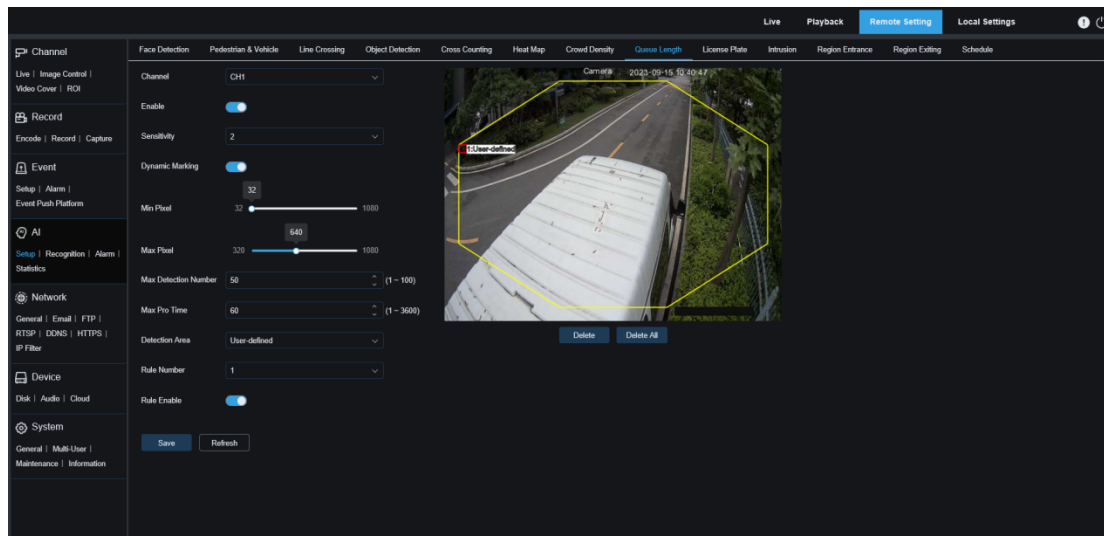 Live Playback Remote Setting Local Settings
Channel
Live | Image Control |
Video Cover | ROI
Record
Encode | Record | Capture
Event
Setup | Alarm |
Event Push Platform
AI
Setup | Recognition | Alarm |
Statistics
Network
General | Email | FTP |
RTSP | DDNS | HTTPS |
IP Filter
Device
Disk | Audio | Cloud
System
General | Multi-User |
Maintenance | Information
Face Detection Pedestrian & Vehicle Line Crossing Object Detection Cross Counting Heat Map Crowd Density Queue Length License Plate Intrusion Region Entrance Region Exiting Schedule
Channel CH1
Enable
Sensitivity 2
Dynamic Marking
32
Min Pixel 32 1080
640
Max Pixel 320 1080
Max Detection Number 50 (1 ~ 100)
Max Pro Time 60 (1 ~ 3600)
Detection Area User-defined
Rule Number 1
Rule Enable
Save Refresh
Camera 2023-09-15 10:40:47
1:User-defined
Delete Delete All